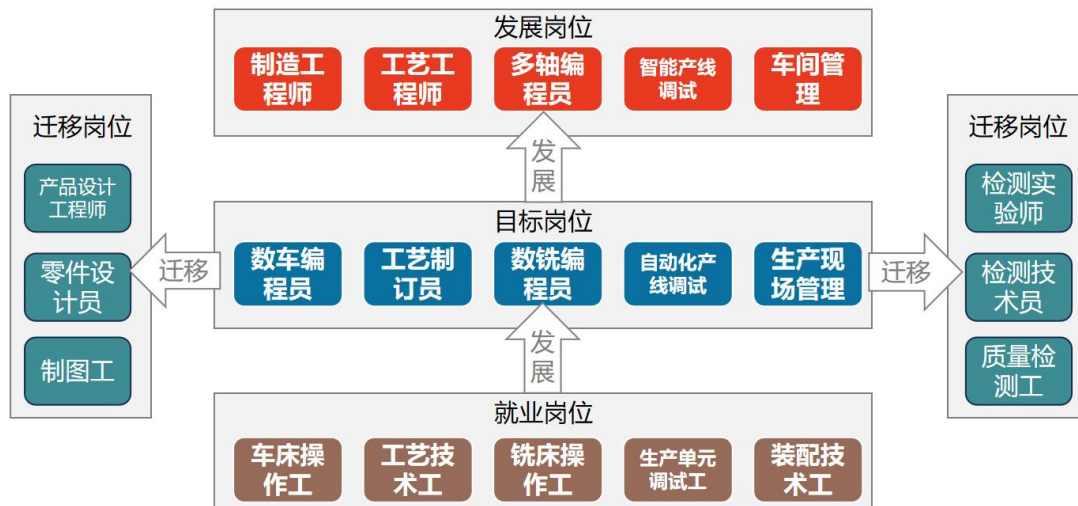 发展岗位
制造工
程师
工艺工
程师
多轴编
程员
智能产线
调试
车间管
理
迁移岗位
产品设计
工程师
零件设
计员
制图工
迁移
发
展
目标岗位
数车编
程员
工艺制
订员
数铣编
程员
自动化产
线调试
生产现
场管理
迁移
迁移岗位
检测实
验师
检测技
术员
质量检
测工
发
展
就业岗位
车床操
作工
工艺技
术工
铣床操
作工
生产单元
调试工
装配技
术工